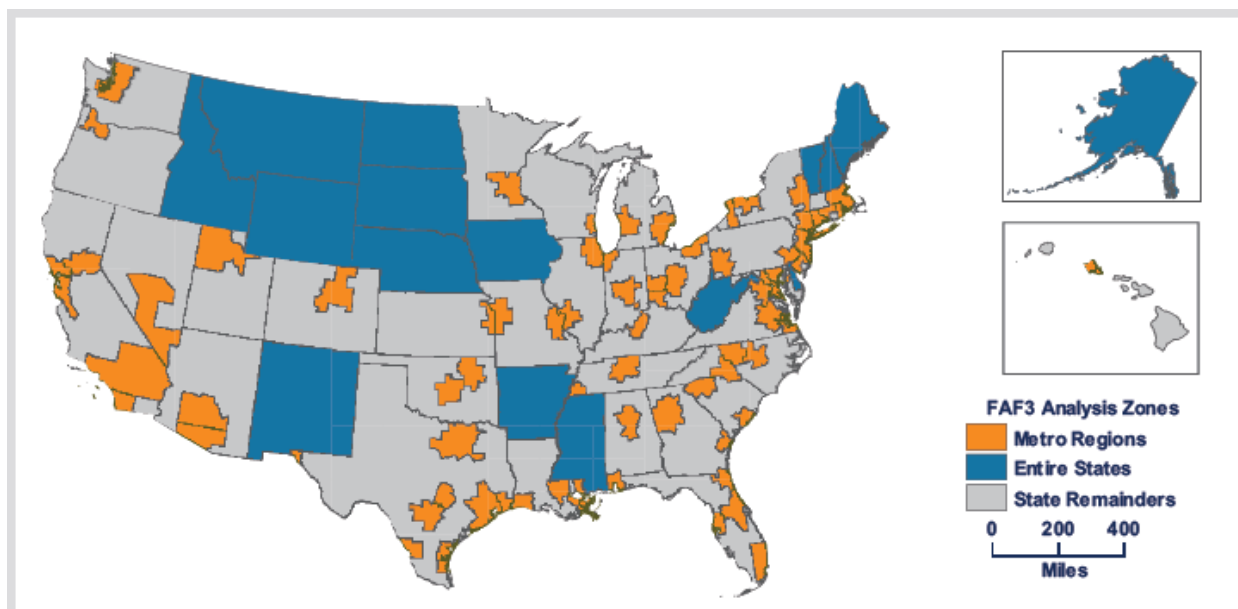 FAF3 Analysis Zones
Metro Regions
Entire States
State Remainders
0 200 400
Miles